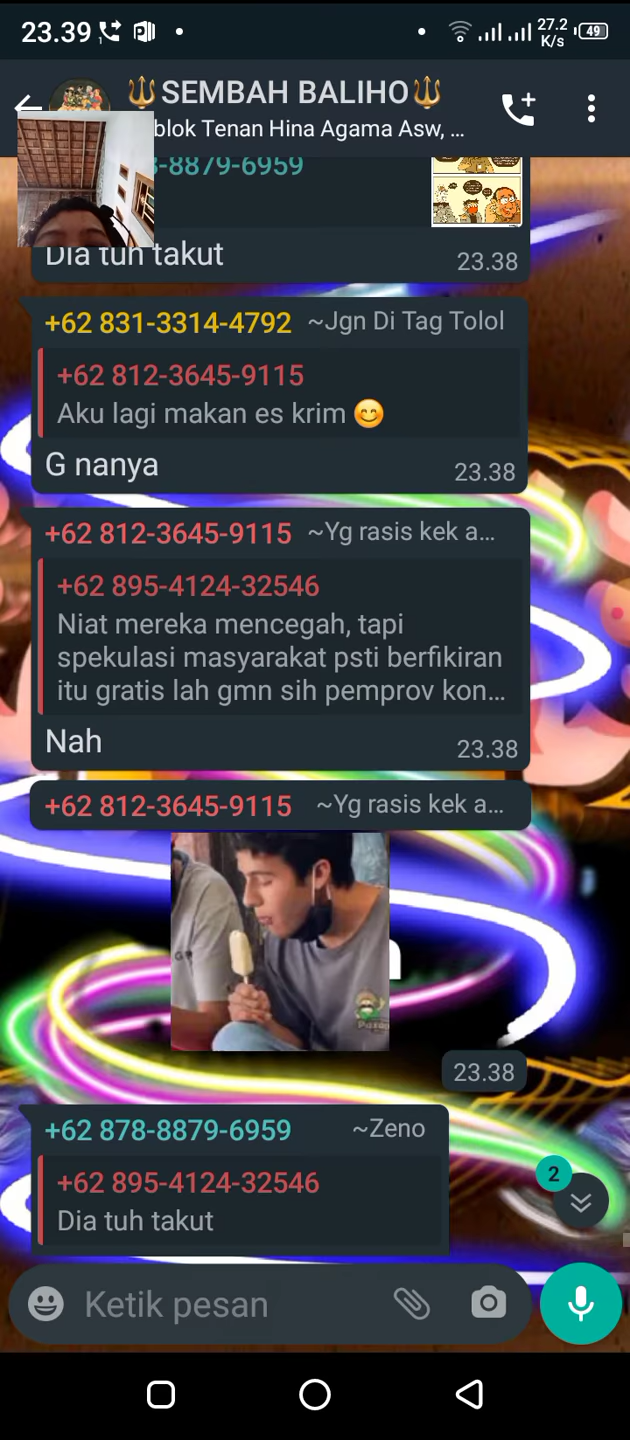 23.39
27.2
K/s
49
🔱SEMBAH BALIHO🔱
blok Tenan Hina Agama Asw, ...
8879-6959
Dia tuh takut
23.38
+62 831-3314-4792 ~Jgn Di Tag Tolol
+62 812-3645-9115
Aku lagi makan es krim 😊
G nanya
23.38
+62 812-3645-9115 ~Yg rasis kek a...
+62 895-4124-32546
Niat mereka mencegah, tapi
spekulasi masyarakat psti berfikiran
itu gratis lah gmn sih pemprov kon...
Nah
23.38
+62 812-3645-9115 ~Yg rasis kek a...
23.38
+62 878-8879-6959 ~Zeno
+62 895-4124-32546
Dia tuh takut
2
Ketik pesan